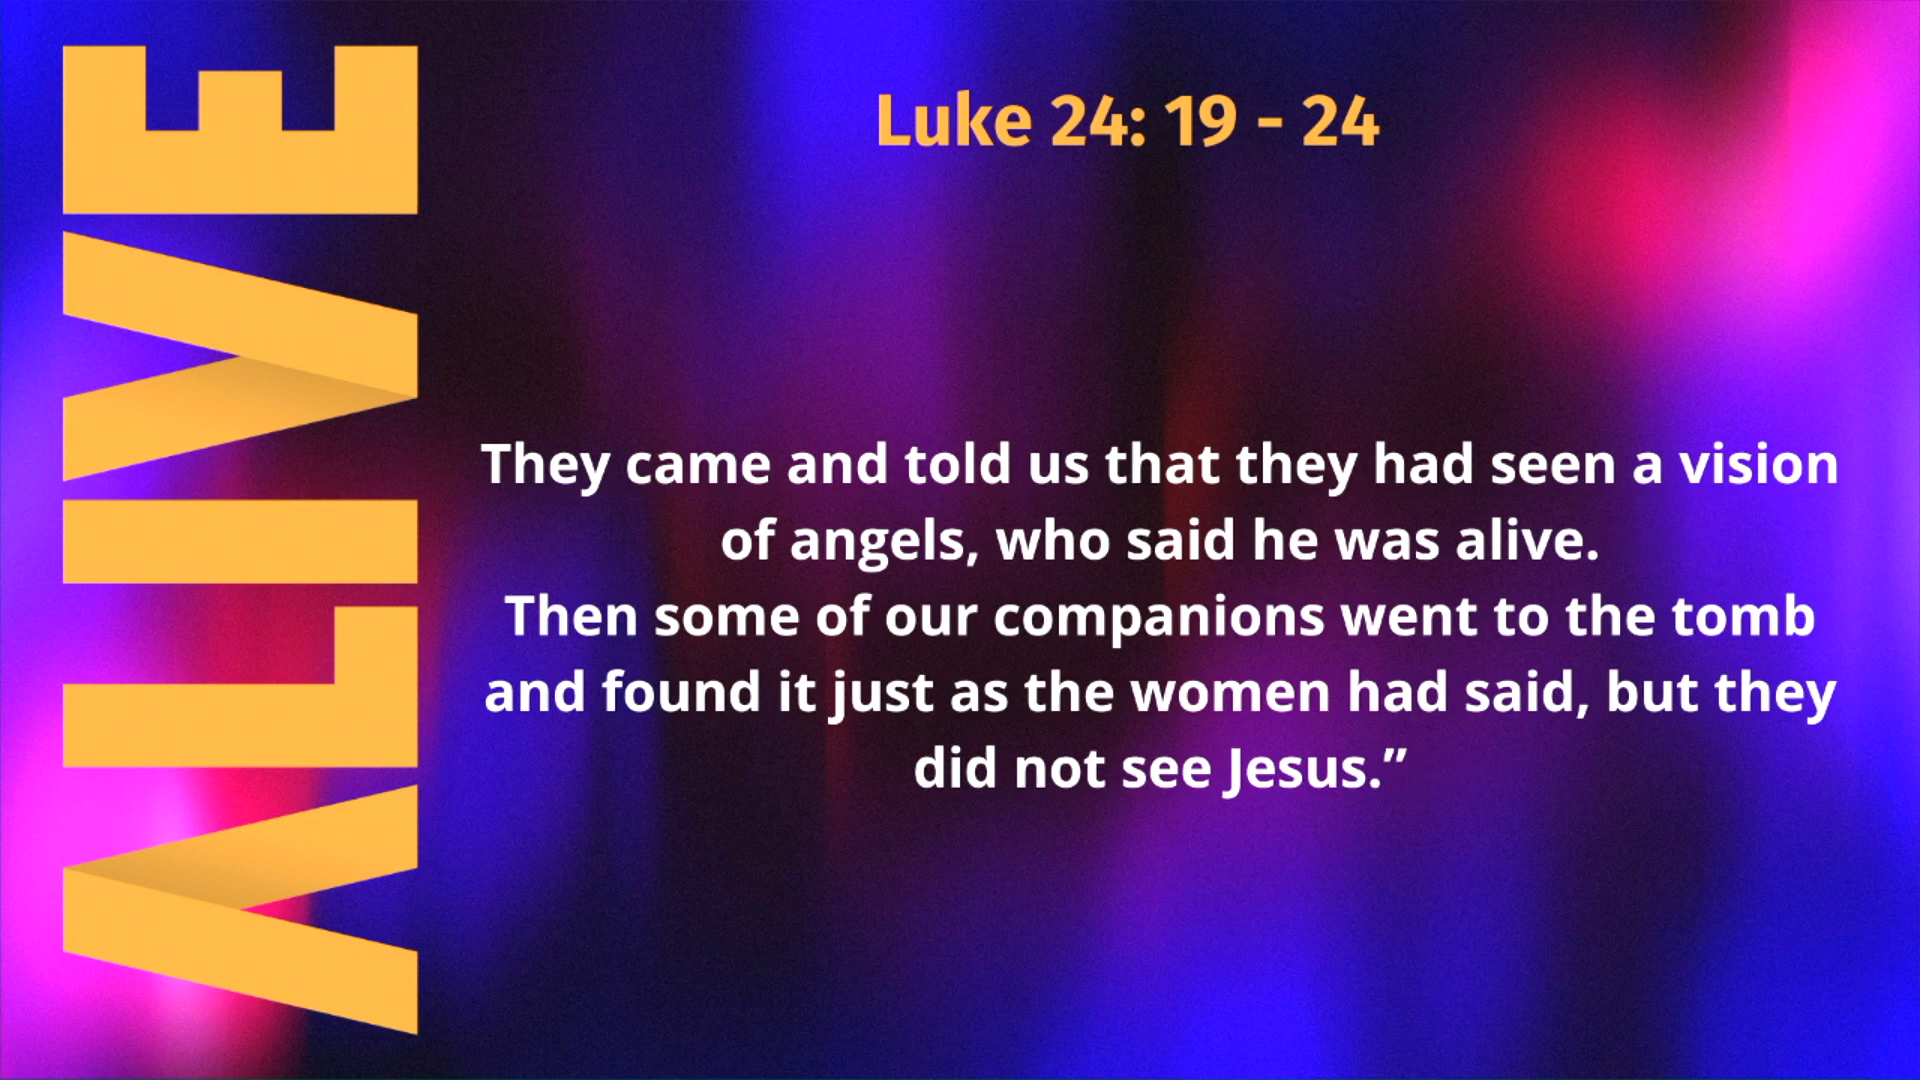 ALIVE
Luke 24: 19 - 24
They came and told us that they had seen a vision
of angels, who said he was alive.
Then some of our companions went to the tomb
and found it just as the women had said, but they
did not see Jesus.”